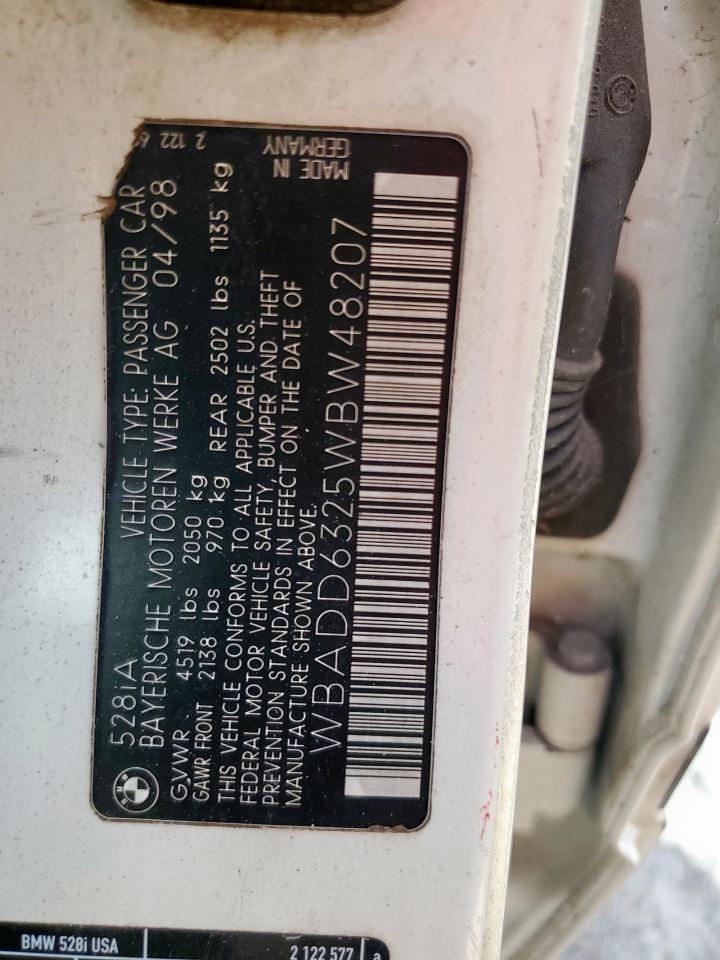 528iA VEHICLE TYPE: PASSENGER CAR
BAYERISCHE MOTOREN WERKE AG 04/98
GVWR 4519 lbs 2050 kg
GAWR FRONT 2138 lbs 970 kg REAR 2502 lbs 1135 kg
THIS VEHICLE CONFORMS TO ALL APPLICABLE U.S.
FEDERAL MOTOR VEHICLE SAFETY, BUMPER AND THEFT
PREVENTION STANDARDS IN EFFECT ON THE DATE OF
MANUFACTURE SHOWN ABOVE.
WBADD6325WBW48207
MADE IN
GERMANY
2 122
BMW 528i USA 2 122 577 a